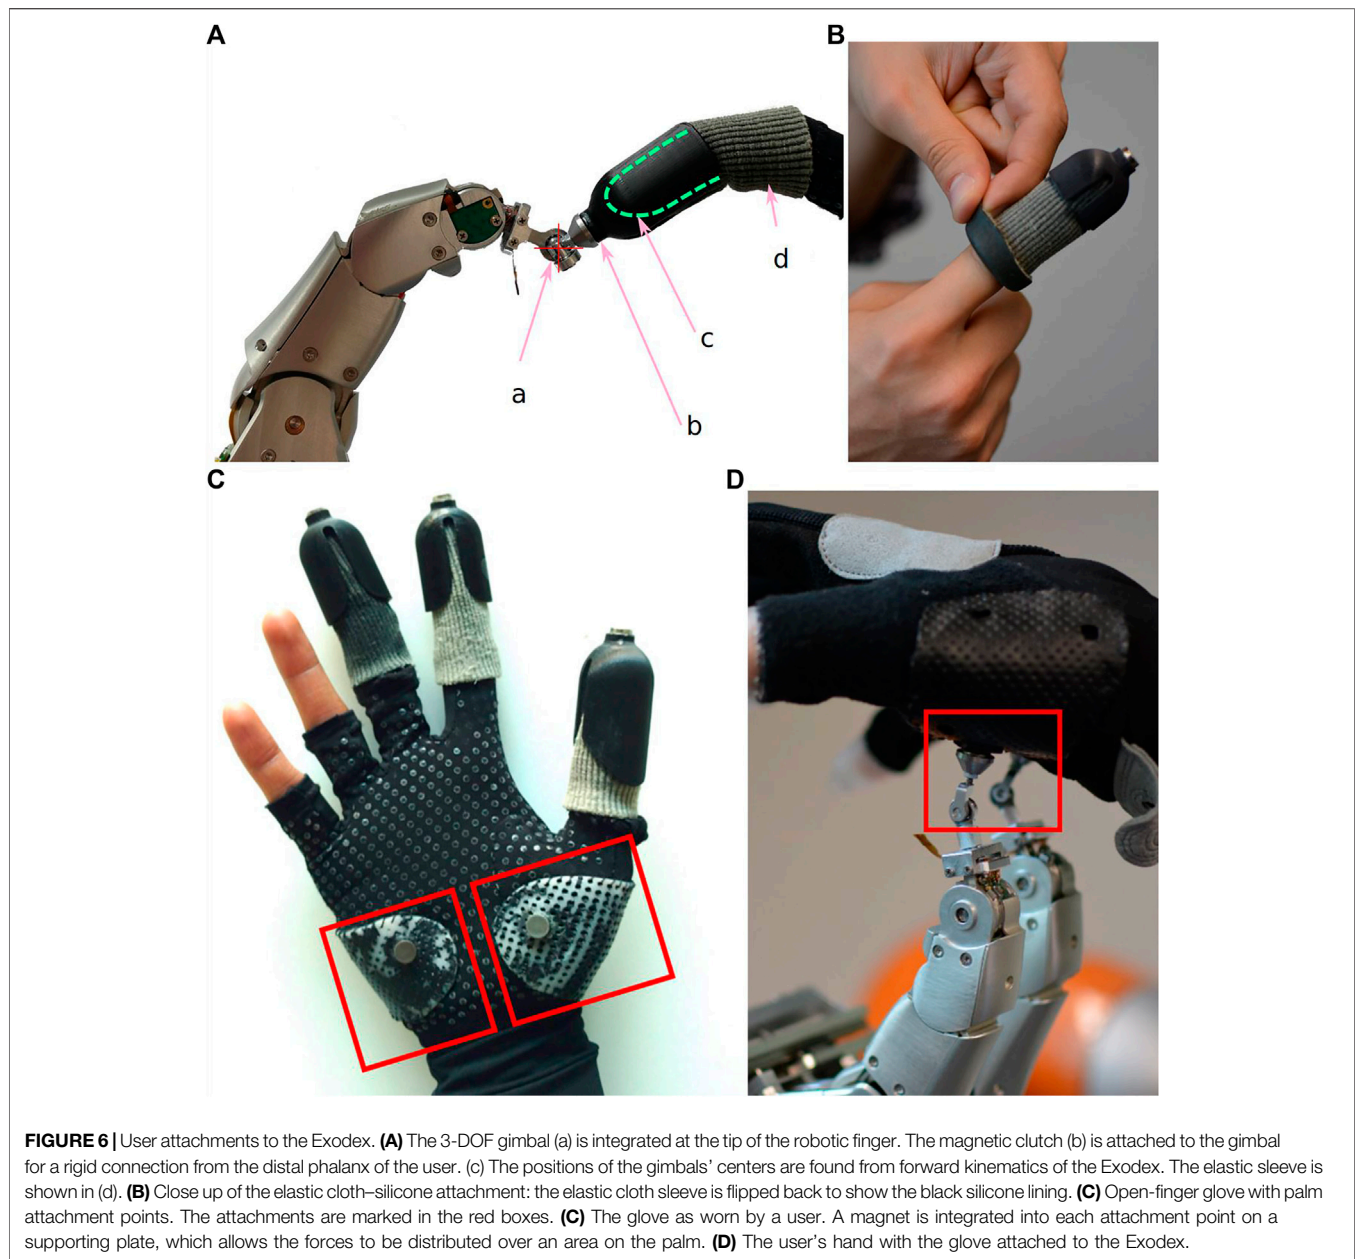 A
B
d
c
a
b
C
D
FIGURE 6 | User attachments to the Exodex. (A) The 3-DOF gimbal (a) is integrated at the tip of the robotic finger. The magnetic clutch (b) is attached to the gimbal
for a rigid connection from the distal phalanx of the user. (c) The positions of the gimbals’ centers are found from forward kinematics of the Exodex. The elastic sleeve is
shown in (d). (B) Close up of the elastic cloth–silicone attachment: the elastic cloth sleeve is flipped back to show the black silicone lining. (C) Open-finger glove with palm
attachment points. The attachments are marked in the red boxes. (C) The glove as worn by a user. A magnet is integrated into each attachment point on a
supporting plate, which allows the forces to be distributed over an area on the palm. (D) The user’s hand with the glove attached to the Exodex.